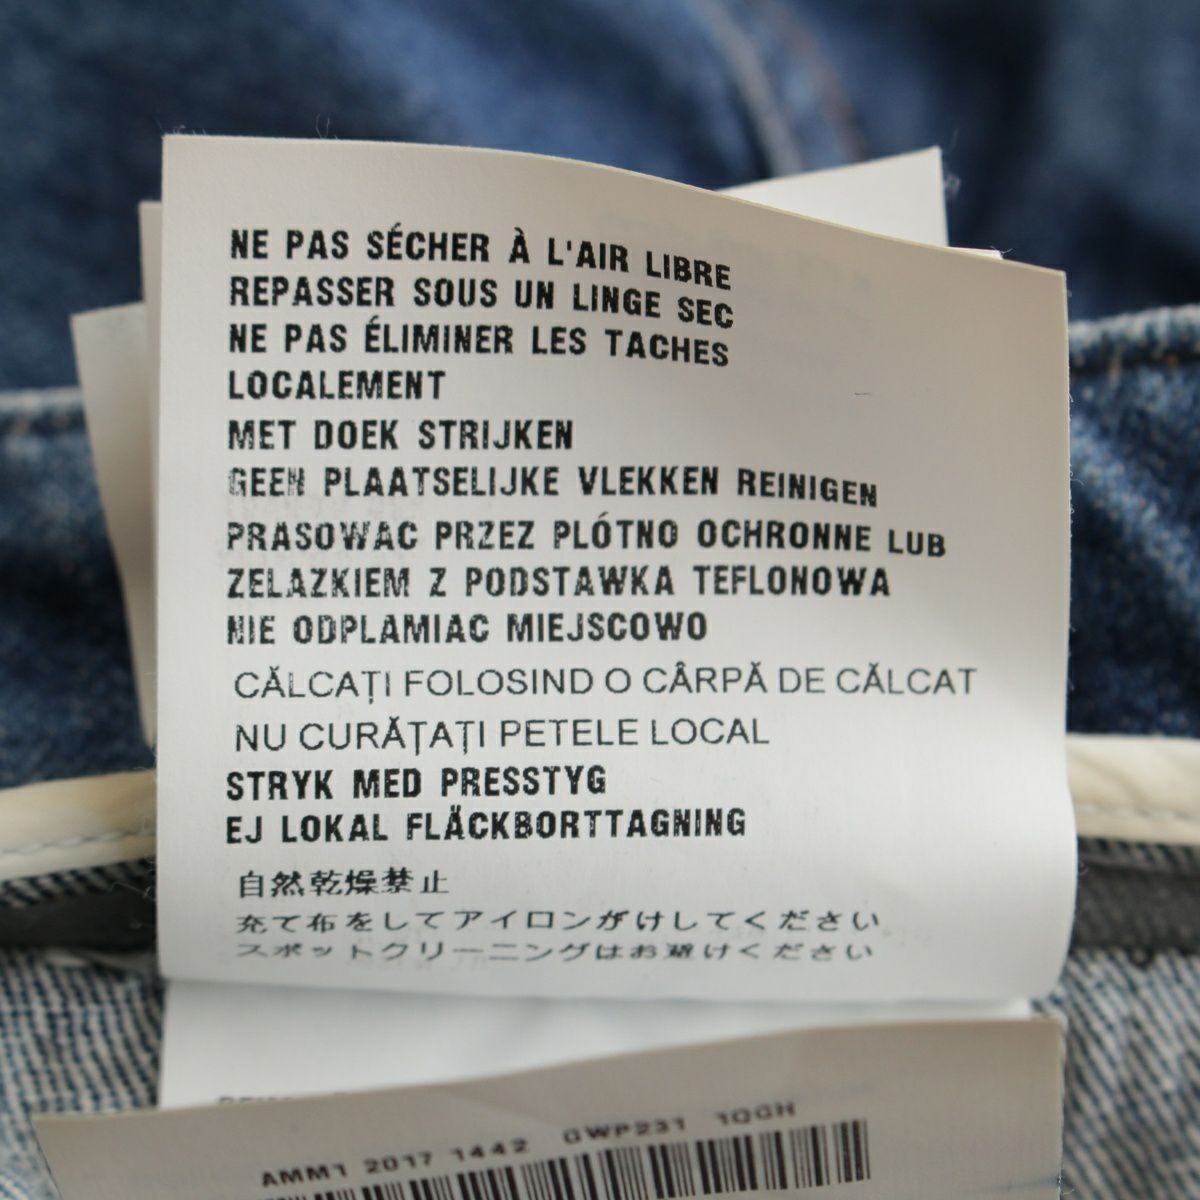 NE PAS SÉCHER À L'AIR LIBRE
REPASSER SOUS UN LINGE SEC
NE PAS ÉLIMINER LES TACHES
LOCALEMENT
MET DOEK STRIJKEN
GEEN PLAATSELIJKE VLEKKEN REINIGEN
PRASOWAC PRZEZ PLÓTNO OCHRONNE LUB
ZELAZKIEM Z PODSTAWKA TEFLONOWA
NIE ODPLAMIAC MIEJSCOWO
CĂLCAȚI FOLOSIND O CÂRPĂ DE CĂLCAT
NU CURĂȚAȚI PETELE LOCAL
STRYK MED PRESSTYG
EJ LOKAL FLÄCKBORTTAGNING
自然乾燥禁止
充て布をしてアイロンがけしてください
スポットクリーニングはお避けください
AMM1 2017 1442 GWP231 1QGH